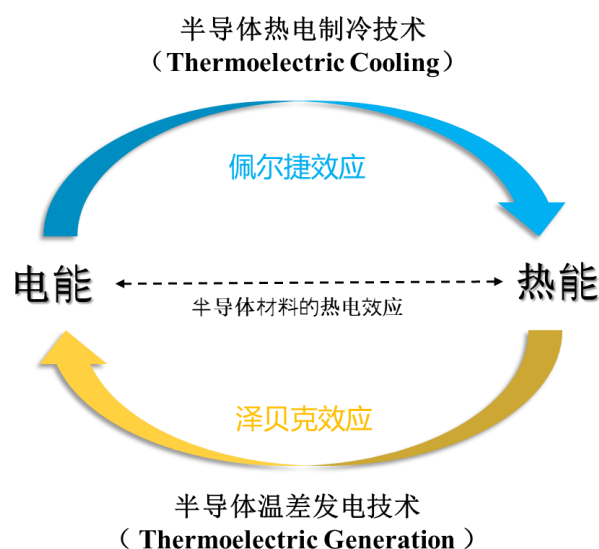 半导体热电制冷技术
（Thermoelectric Cooling）
佩尔捷效应
电能
热能
半导体材料的热电效应
泽贝克效应
半导体温差发电技术
（ Thermoelectric Generation ）